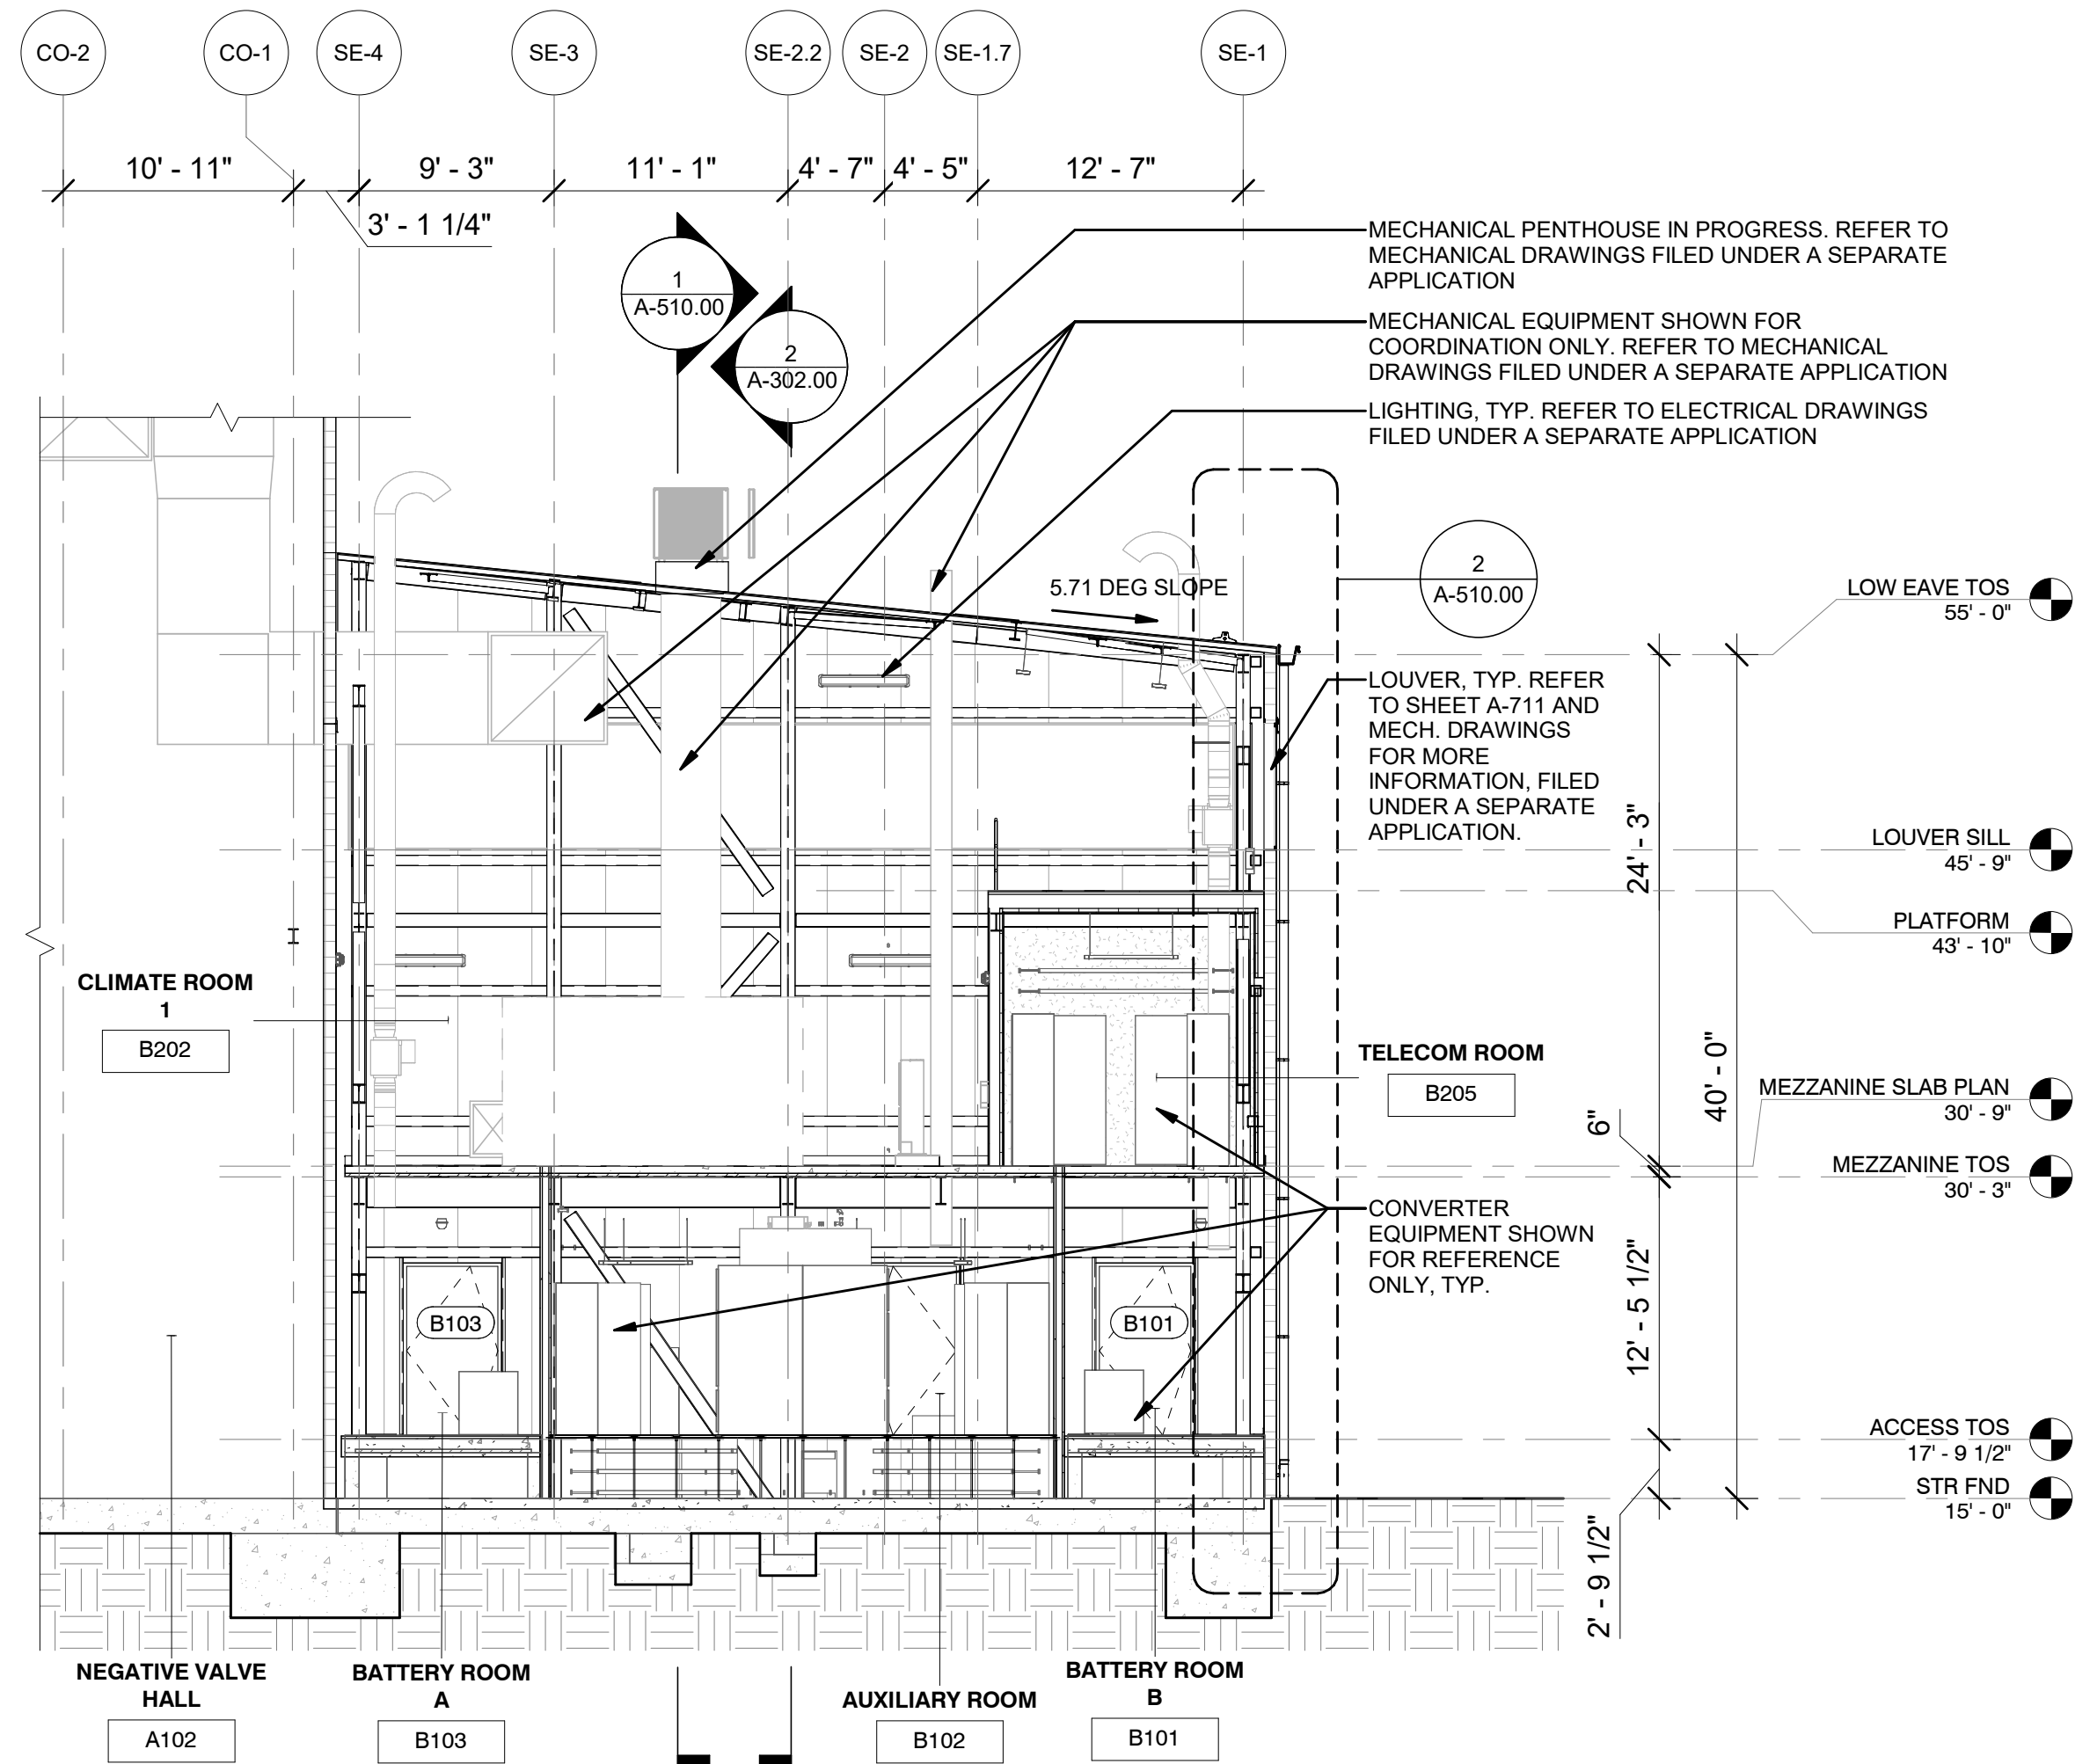 CO-2
CO-1
SE-4
SE-3
SE-2.2
SE-2
SE-1.7
SE-1
10' - 11"
9' - 3"
11' - 1"
4' - 7"
4' - 5"
12' - 7"
3' - 1 1/4"
MECHANICAL PENTHOUSE IN PROGRESS. REFER TO
MECHANICAL DRAWINGS FILED UNDER A SEPARATE
APPLICATION
1
A-510.00
MECHANICAL EQUIPMENT SHOWN FOR
COORDINATION ONLY. REFER TO MECHANICAL
DRAWINGS FILED UNDER A SEPARATE APPLICATION
2
A-302.00
LIGHTING, TYP. REFER TO ELECTRICAL DRAWINGS
FILED UNDER A SEPARATE APPLICATION
5.71 DEG SLOPE
2
A-510.00
LOW EAVE TOS
55' - 0"
LOUVER, TYP. REFER
TO SHEET A-711 AND
MECH. DRAWINGS
FOR MORE
INFORMATION, FILED
UNDER A SEPARATE
APPLICATION.
24' - 3"
LOUVER SILL
45' - 9"
PLATFORM
43' - 10"
CLIMATE ROOM
1
B202
TELECOM ROOM
B205
40' - 0"
6"
MEZZANINE SLAB PLAN
30' - 9"
MEZZANINE TOS
30' - 3"
CONVERTER
EQUIPMENT SHOWN
FOR REFERENCE
ONLY, TYP.
12' - 5 1/2"
B103
B101
ACCESS TOS
17' - 9 1/2"
STR FND
15' - 0"
2' - 9 1/2"
NEGATIVE VALVE
HALL
A102
BATTERY ROOM
A
B103
AUXILIARY ROOM
B102
BATTERY ROOM
B
B101